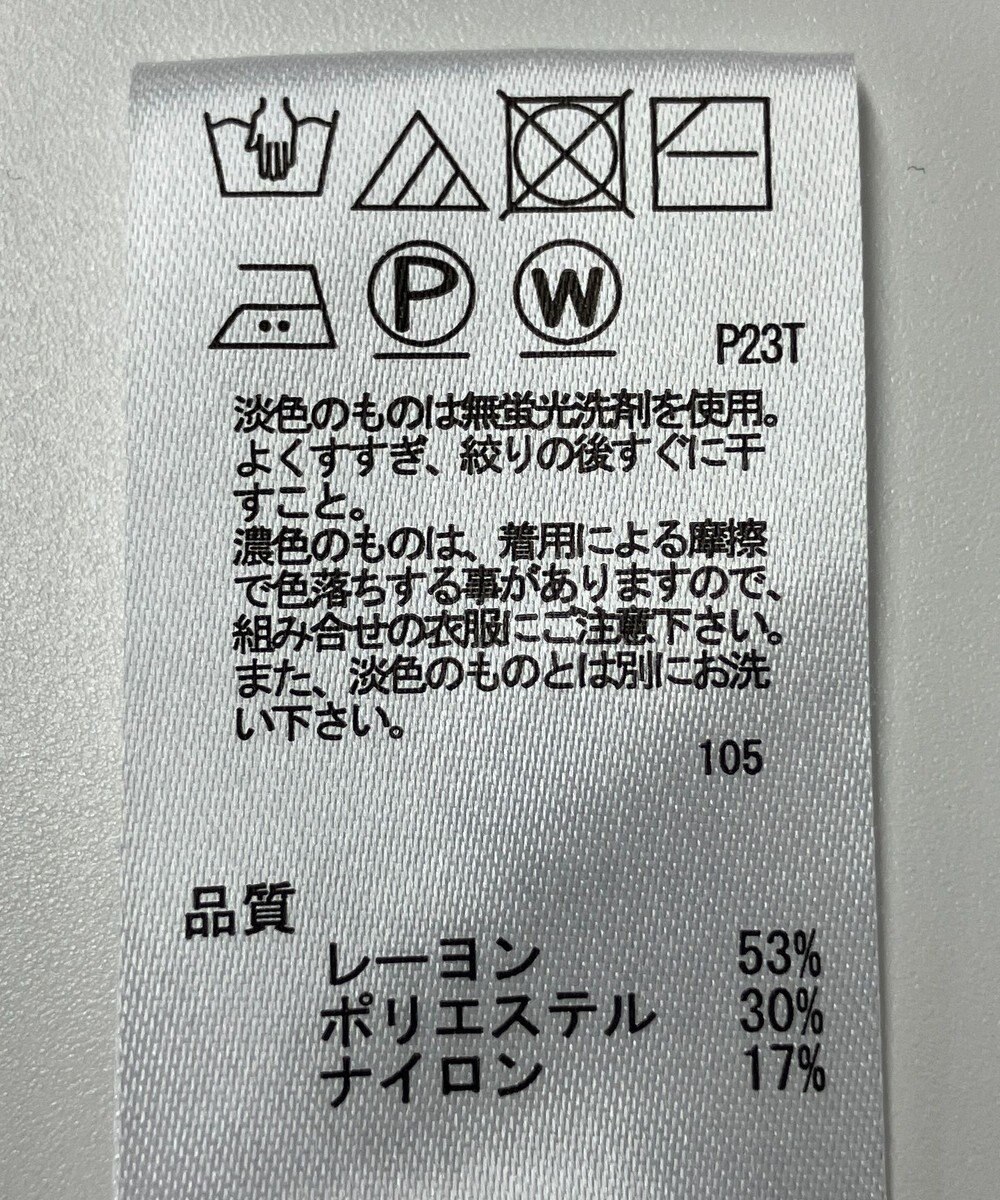 P
W
P23T
淡色のものは無蛍光洗剤を使用。
よくすすぎ、絞りの後すぐに干
すこと。
濃色のものは、着用による摩擦
で色落ちする事がありますので、
組み合せの衣服にご注意下さい。
また、淡色のものとは別にお洗
い下さい。
105
品質
レーヨン 53%
ポリエステル 30%
ナイロン 17%